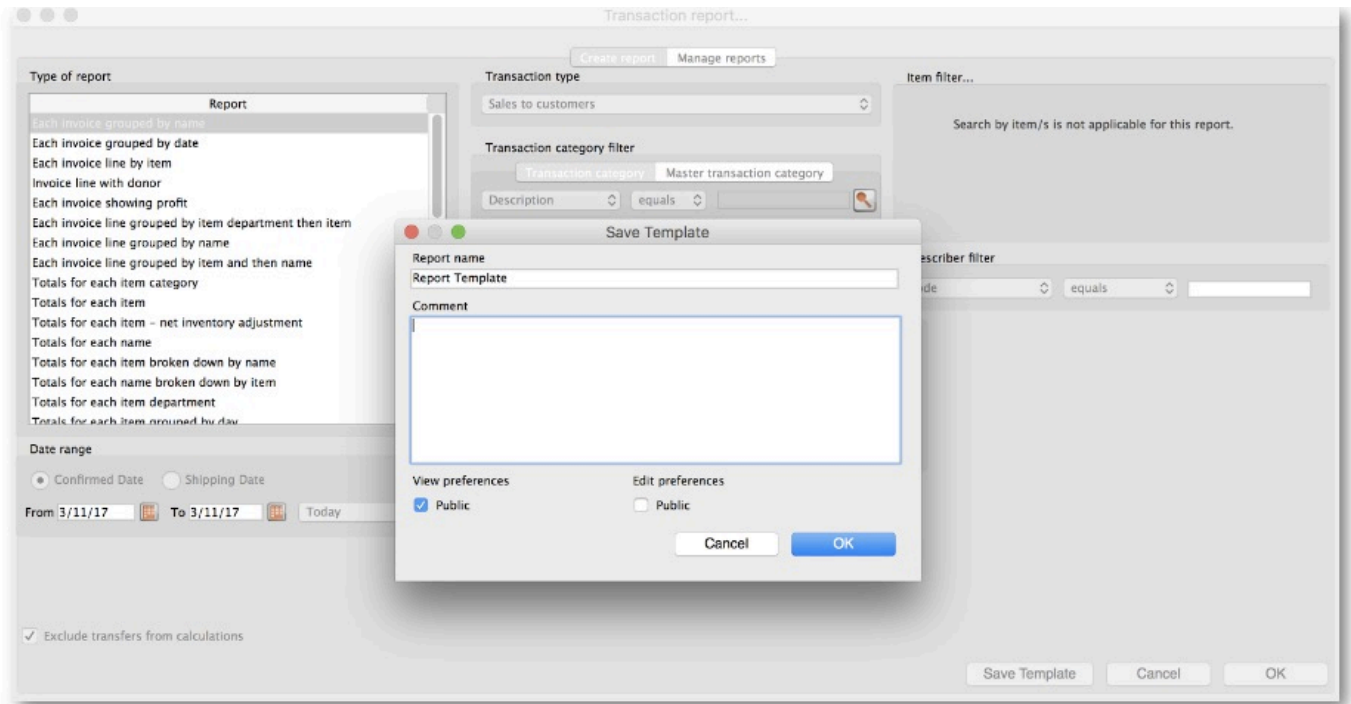 Transaction report...
Create report Manage reports
Type of report
Report
Each invoice grouped by name
Each invoice grouped by date
Each invoice line by item
Invoice line with donor
Each invoice showing profit
Each invoice line grouped by item department then item
Each invoice line grouped by name
Each invoice line grouped by item and then name
Totals for each item category
Totals for each item
Totals for each item – net inventory adjustment
Totals for each name
Totals for each item broken down by name
Totals for each name broken down by item
Totals for each item department
Totals for each item grouped by day
Date range
Confirmed Date Shipping Date
From 3/11/17 To 3/11/17 Today
Exclude transfers from calculations
Transaction type
Sales to customers
Transaction category filter
Transaction category Master transaction category
Description equals
Item filter...
Search by item/s is not applicable for this report.
escriber filter
de equals
Save Template
Report name
Report Template
Comment
View preferences Edit preferences
Public Public
Cancel OK
Save Template Cancel OK